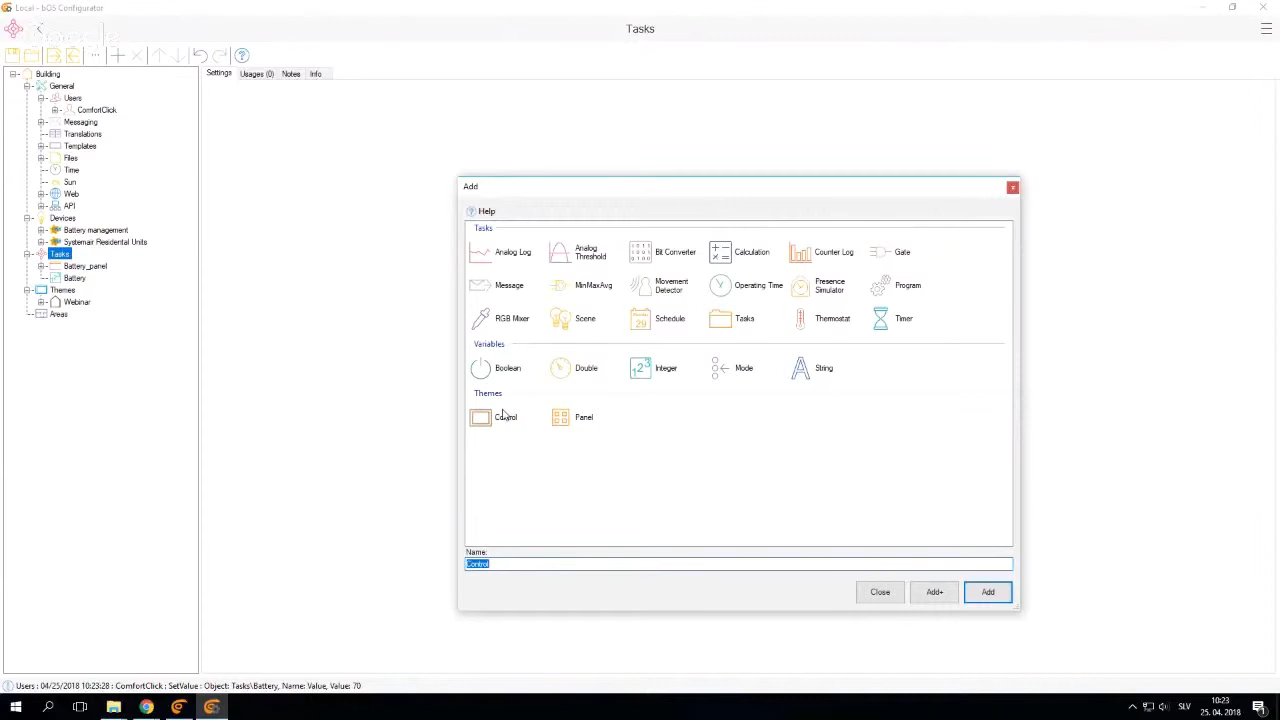 Local - bOS Configurator
Tasks
Settings Usages (0) Notes Info
Building
General
Users
ComfortClick
Messaging
Translations
Templates
Files
Time
Sun
Web
API
Devices
Battery management
Systemair Residental Units
Tasks
Battery_panel
Battery
Themes
Webinar
Areas
Add
Help
Tasks
Analog Log
Analog Threshold
Bit Converter
Calculation
Counter Log
Gate
Message
MinMaxAvg
Movement Detector
Operating Time
Presence Simulator
Program
RGB Mixer
Scene
Schedule
Tasks
Thermostat
Timer
Variables
Boolean
Double
Integer
Mode
String
Themes
Control
Panel
Name:
Control
Close Add+ Add
Users : 04/25/2018 10:23:28 : ComfortClick : SetValue : Object: Tasks\Battery, Name: Value, Value: 70
SLV
10:23
25. 04. 2018